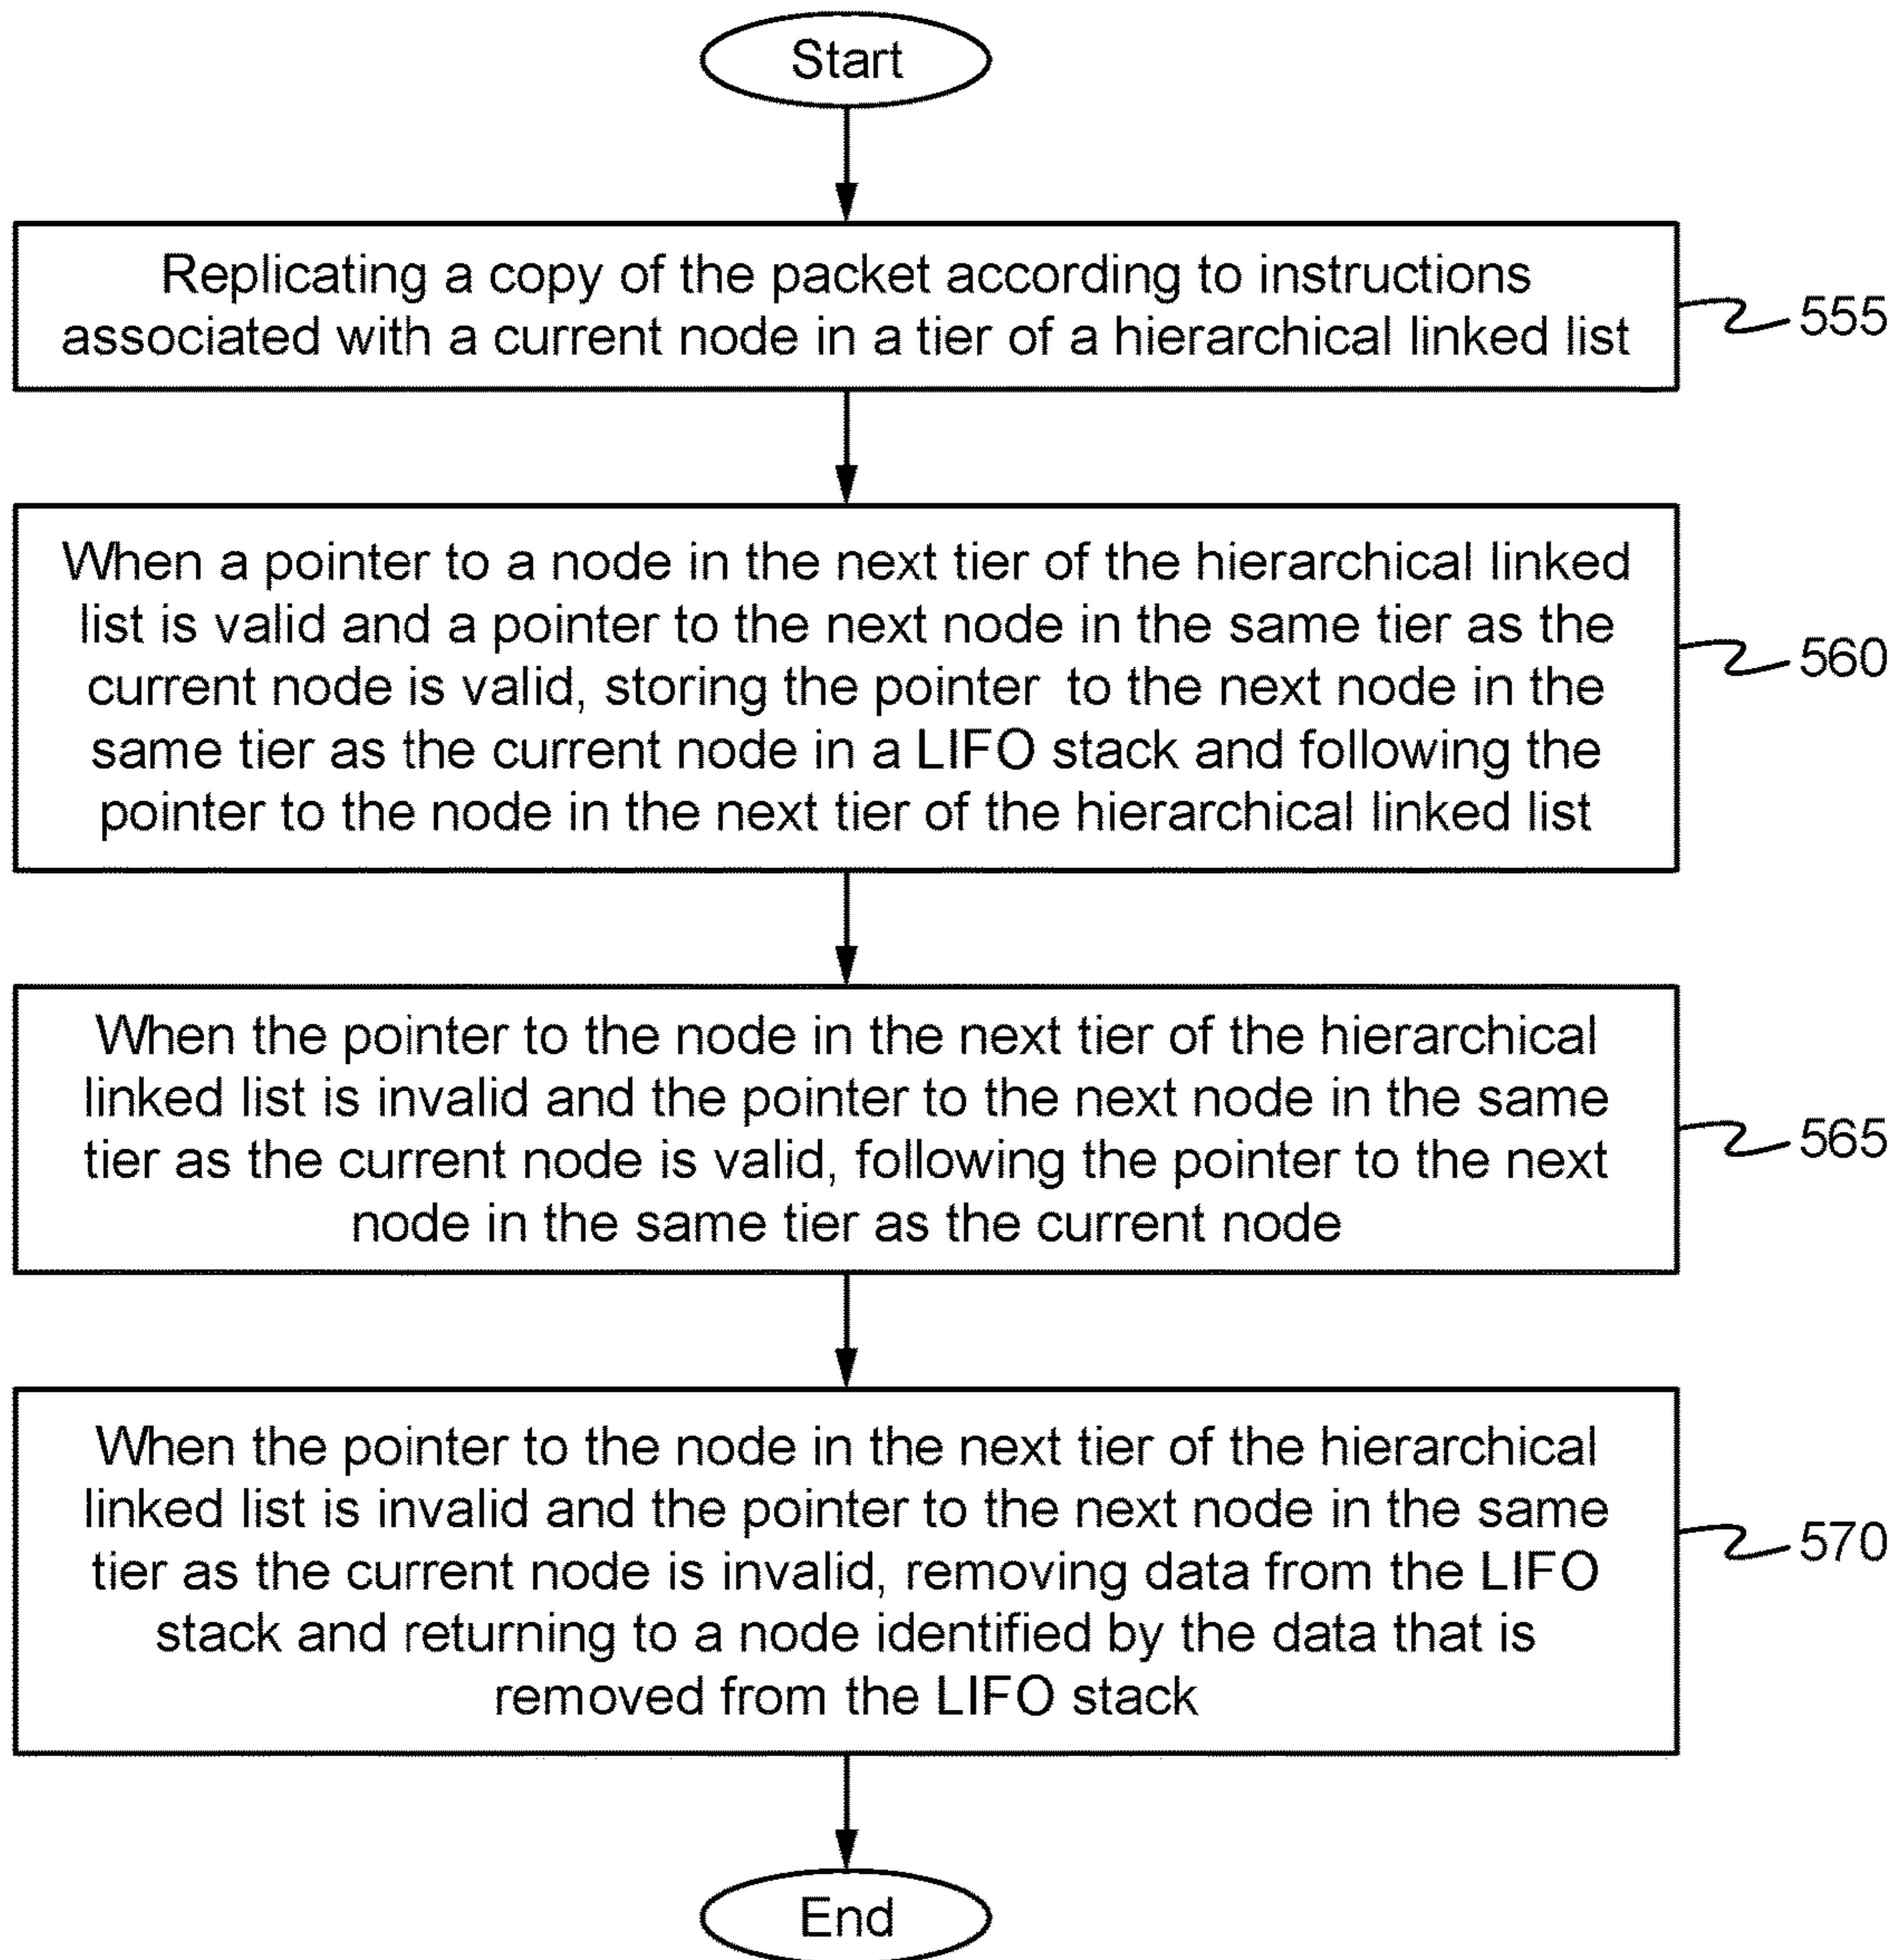 Start
Replicating a copy of the packet according to instructions
associated with a current node in a tier of a hierarchical linked list
555
When a pointer to a node in the next tier of the hierarchical linked
list is valid and a pointer to the next node in the same tier as the
current node is valid, storing the pointer to the next node in the
same tier as the current node in a LIFO stack and following the
pointer to the node in the next tier of the hierarchical linked list
560
When the pointer to the node in the next tier of the hierarchical
linked list is invalid and the pointer to the next node in the same
tier as the current node is valid, following the pointer to the next
node in the same tier as the current node
565
When the pointer to the node in the next tier of the hierarchical
linked list is invalid and the pointer to the next node in the same
tier as the current node is invalid, removing data from the LIFO
stack and returning to a node identified by the data that is
removed from the LIFO stack
570
End